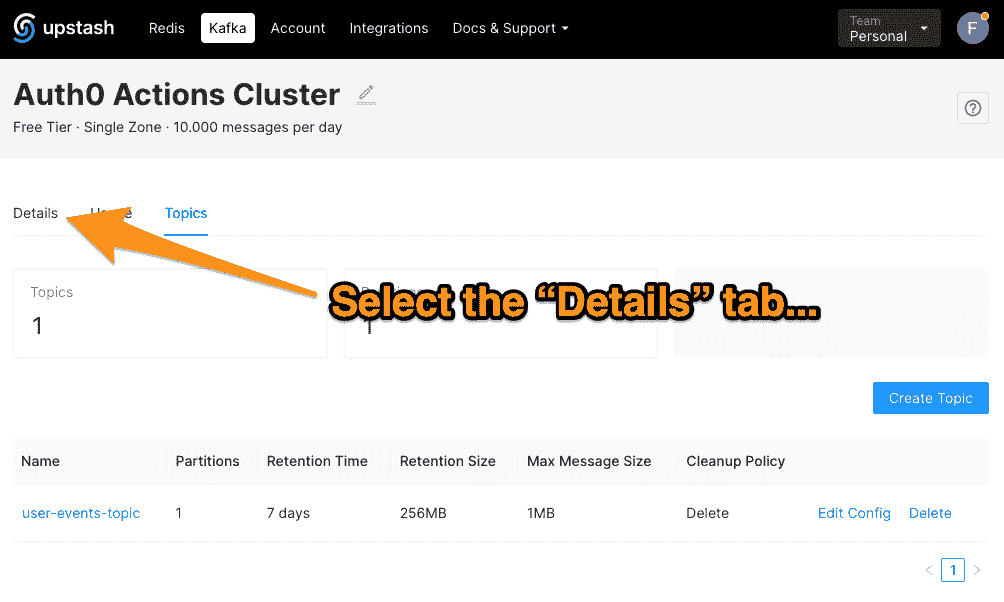 upstash Redis Kafka Account Integrations Docs & Support Team
Personal F
Auth0 Actions Cluster
Free Tier · Single Zone · 10.000 messages per day
?
Details Topics
Topics
1 1
Select the “Details” tab...
Create Topic
Name Partitions Retention Time Retention Size Max Message Size Cleanup Policy
user-events-topic 1 7 days 256MB 1MB Delete Edit Config Delete
< 1 >